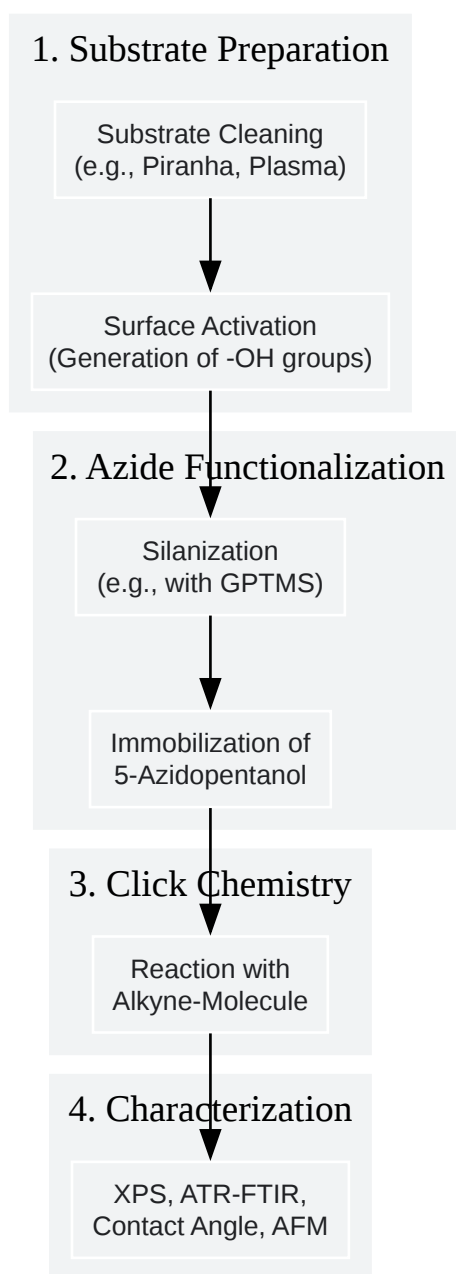 1. Substrate Preparation
Substrate Cleaning
(e.g., Piranha, Plasma)
Surface Activation
(Generation of -OH groups)
2. Azide Functionalization
Silanization
(e.g., with GPTMS)
Immobilization of
5-Azidopentanol
3. Click Chemistry
Reaction with
Alkyne-Molecule
4. Characterization
XPS, ATR-FTIR,
Contact Angle, AFM